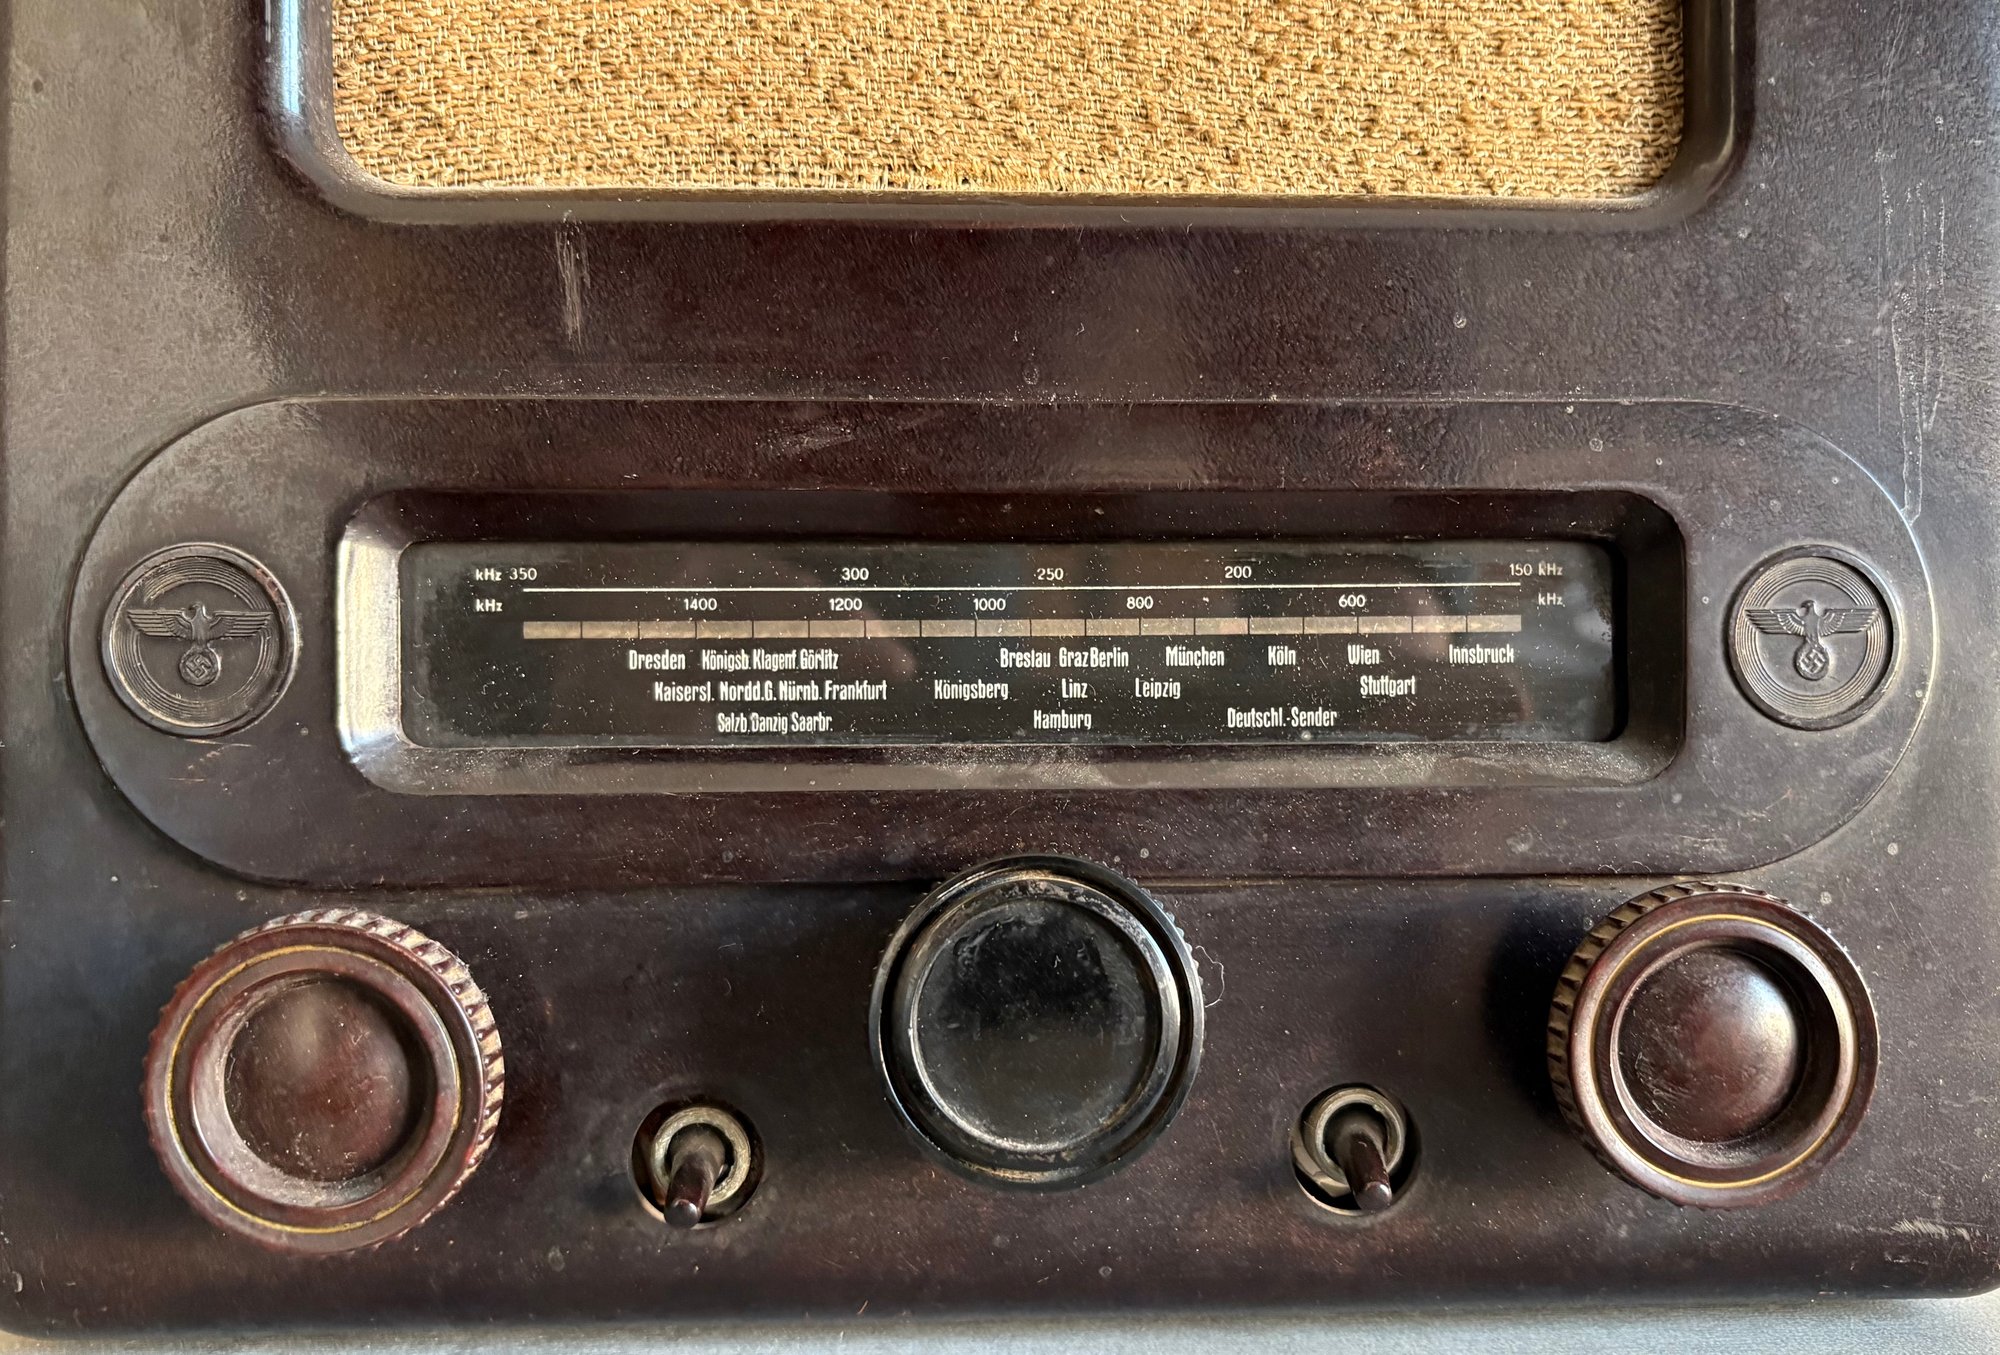 kHz 350 300 250 200 150 kHz
kHz 1400 1200 1000 800 600 kHz
Dresden Königsb. Klagenf. Görlitz Breslau Graz Berlin München Köln Wien Innsbruck
Kaisersl. Nordd.G. Nürnb. Frankfurt Königsberg Linz Leipzig Stuttgart
Salzb. Danzig Saarbr. Hamburg Deutschl.-Sender